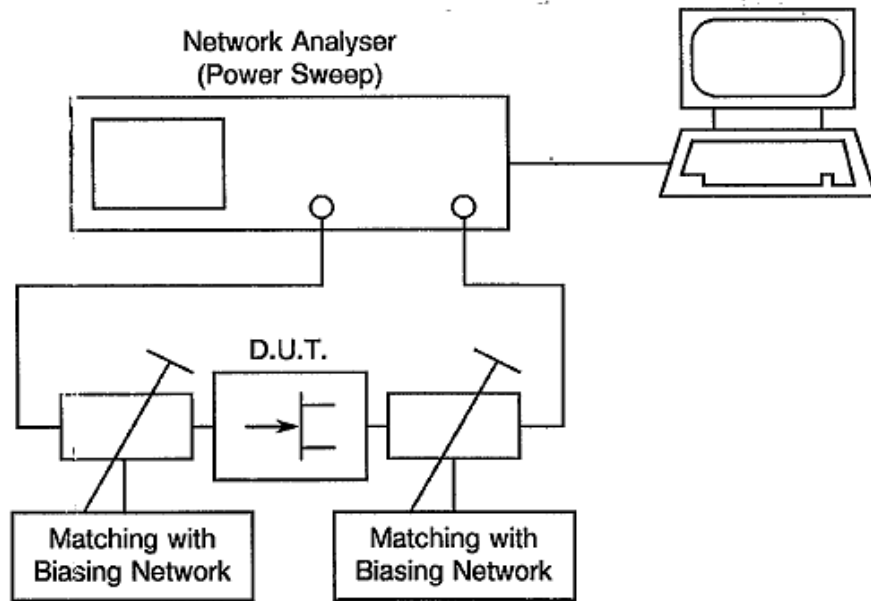 Network Analyser
(Power Sweep)
D.U.T.
Matching with
Biasing Network
Matching with
Biasing Network